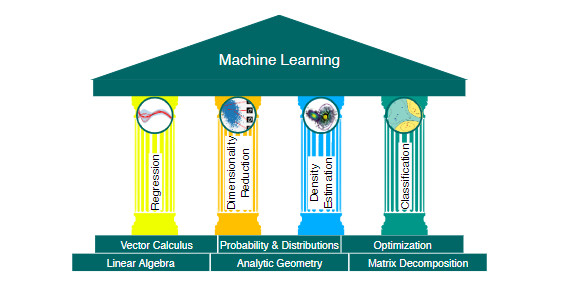 Machine Learning
Regression
Dimensionality
Reduction
Density
Estimation
Classification
Vector Calculus
Probability & Distributions
Optimization
Linear Algebra
Analytic Geometry
Matrix Decomposition